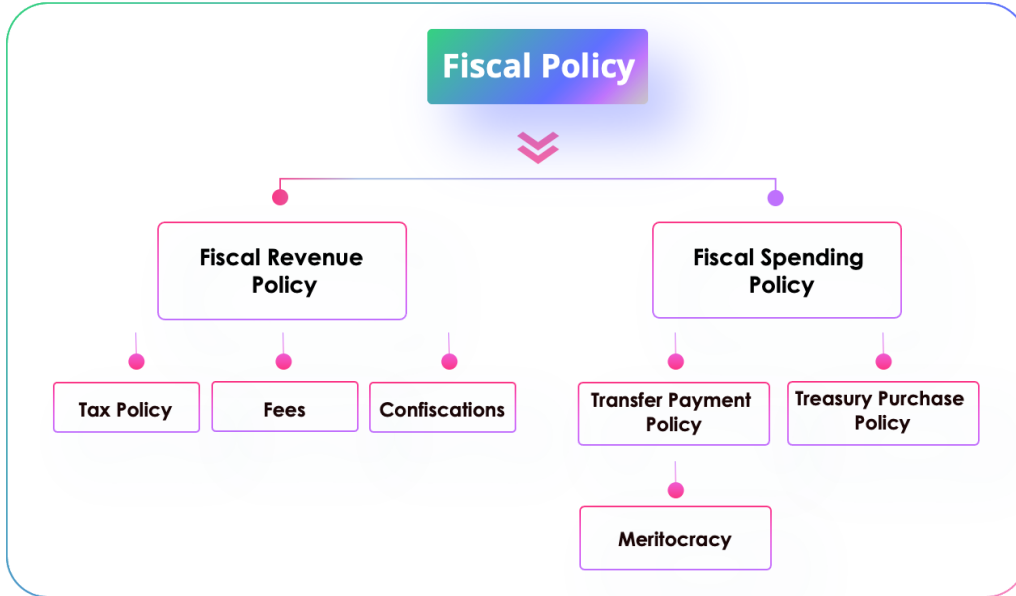 Fiscal Policy
Fiscal Revenue
Policy
Fiscal Spending
Policy
Tax Policy
Fees
Confiscations
Transfer Payment
Policy
Treasury Purchase
Policy
Meritocracy